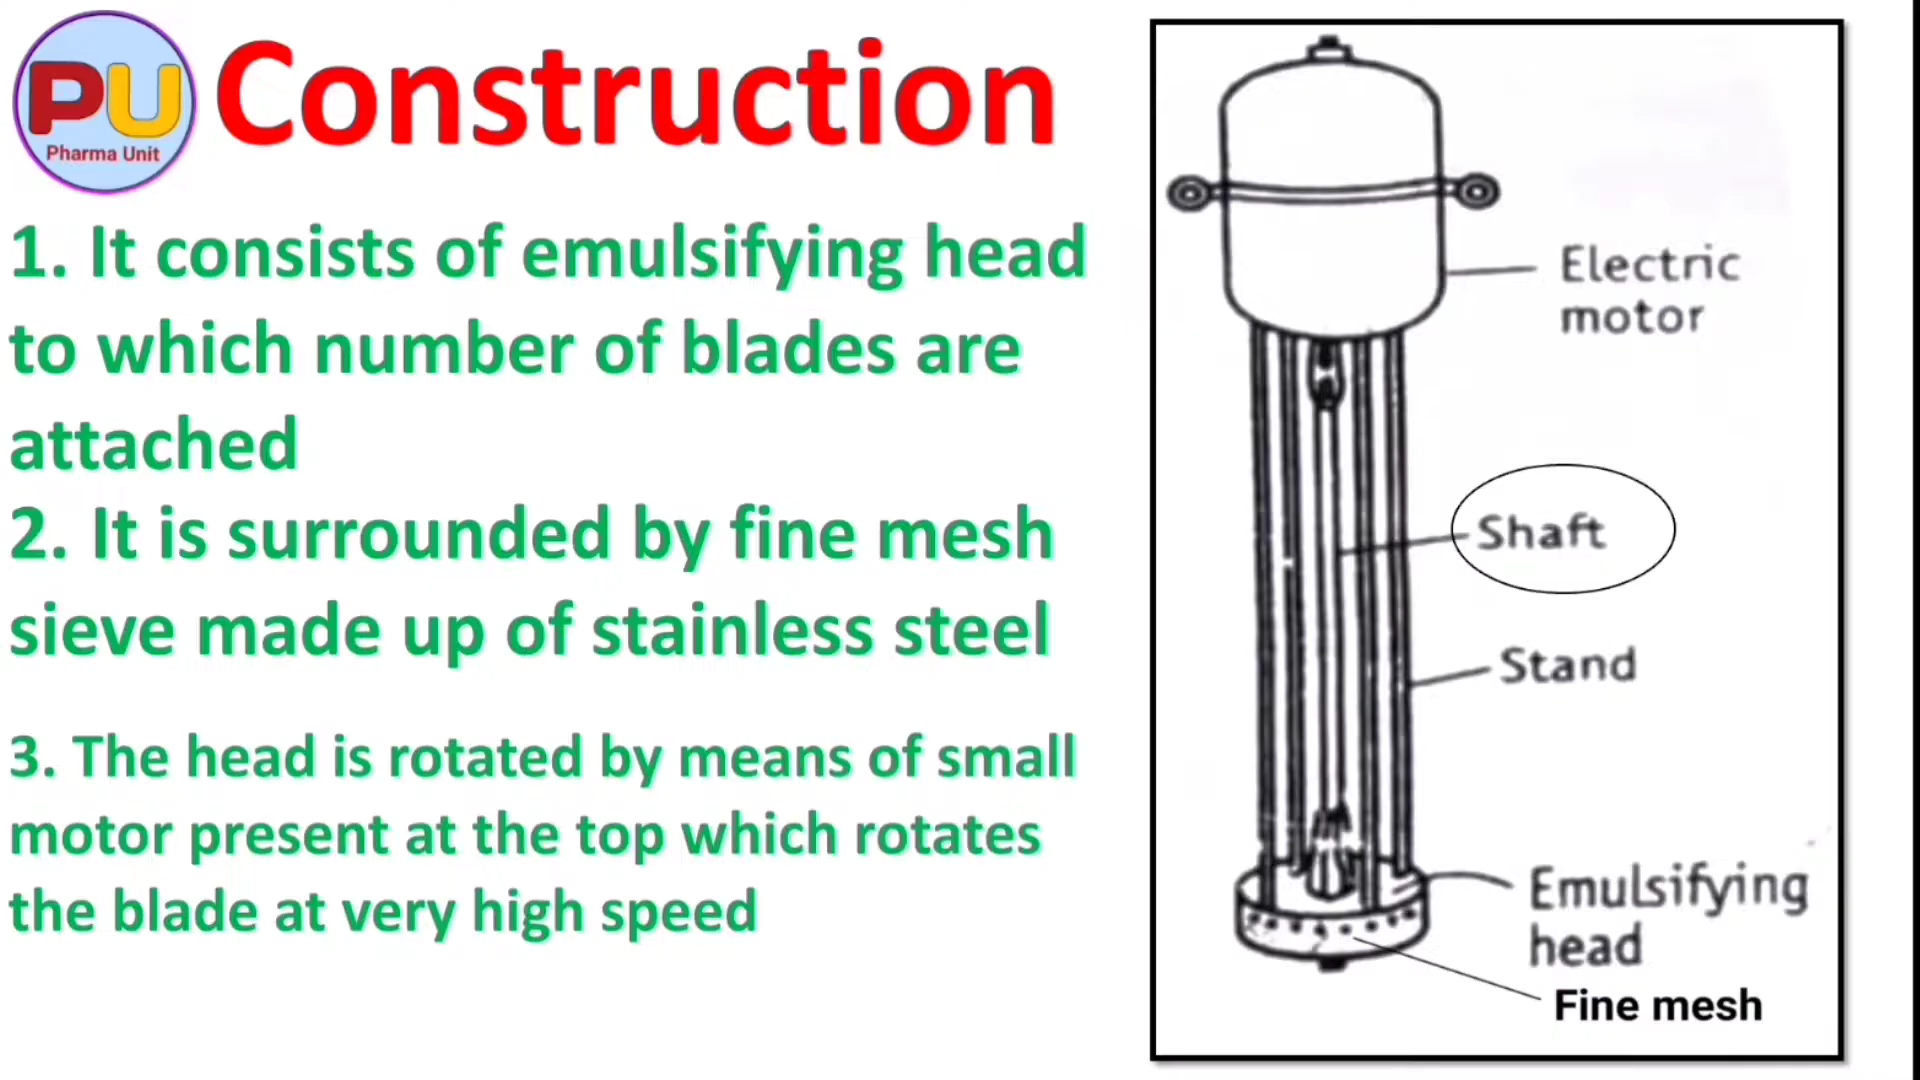 PU
Pharma Unit
Construction
1. It consists of emulsifying head
to which number of blades are
attached
2. It is surrounded by fine mesh
sieve made up of stainless steel
3. The head is rotated by means of small
motor present at the top which rotates
the blade at very high speed
Electric
motor
Shaft
Stand
Emulsifying
head
Fine mesh